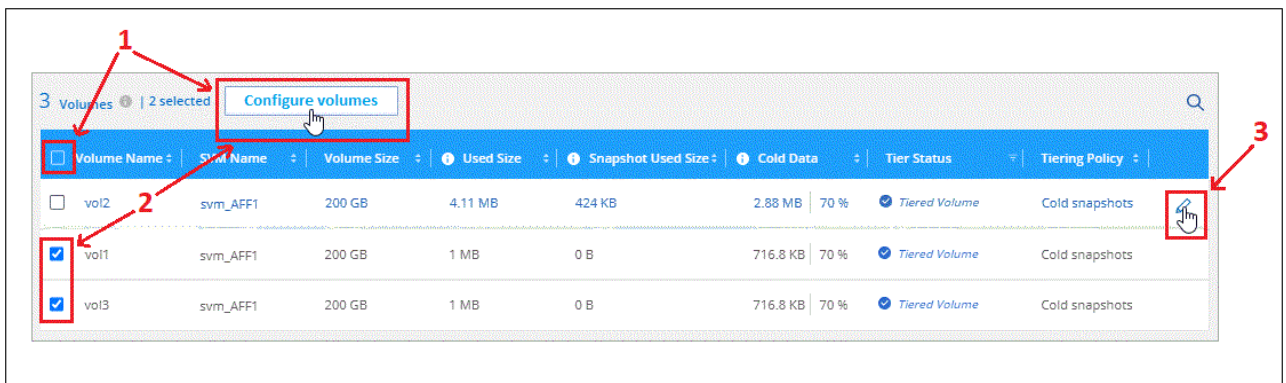 1
3 Volumes | 2 selected Configure volumes
3
Volume Name SVM Name Volume Size Used Size Snapshot Used Size Cold Data Tier Status Tiering Policy
2
vol2 svm_AFF1 200 GB 4.11 MB 424 KB 2.88 MB 70 % Tiered Volume Cold snapshots
vol1 svm_AFF1 200 GB 1 MB 0 B 716.8 KB 70 % Tiered Volume Cold snapshots
vol3 svm_AFF1 200 GB 1 MB 0 B 716.8 KB 70 % Tiered Volume Cold snapshots